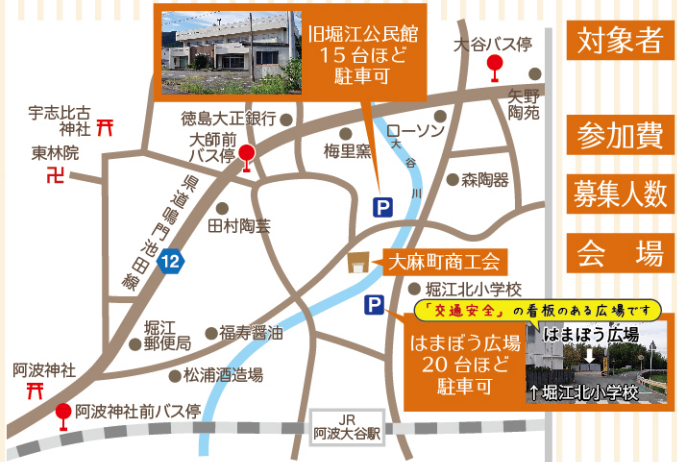 旧堀江公民館
15台ほど
駐車可
大谷バス停
対象者
矢野
陶苑
宇志比古
神社
徳島大正銀行
大師前
バス停
ローソン
梅里窯
大谷川
参加費
東林院
森陶器
募集人数
P
県道鳴門池田線
田村陶芸
12
大麻町商工会
会場
堀江北小学校
P
「交通安全」の看板のある広場です
堀江
郵便局
福寿醤油
はまぼう広場
20台ほど
駐車可
はまぼう広場
↓
↑堀江北小学校
阿波神社
松浦酒造場
阿波神社前バス停
JR
阿波大谷駅